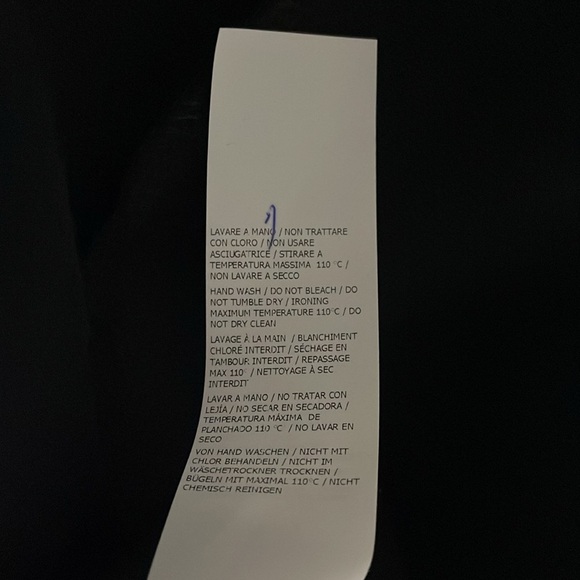 LAVARE A MANO / NON TRATTARE
CON CLORO / NON USARE
ASCIUGATRICE / STIRARE A
TEMPERATURA MASSIMA 110°C /
NON LAVARE A SECCO
HAND WASH / DO NOT BLEACH / DO
NOT TUMBLE DRY / IRONING
MAXIMUM TEMPERATURE 110°C / DO
NOT DRY CLEAN
LAVAGE À LA MAIN / BLANCHIMENT
CHLORÉ INTERDIT / SÉCHAGE EN
TAMBOUR INTERDIT / REPASSAGE
MAX 110° / NETTOYAGE À SEC
INTERDIT
LAVAR A MANO / NO TRATAR CON
LEJÍA / NO SECAR EN SECADORA /
TEMPERATURA MÁXIMA DE
PLANCHADO 110 °C / NO LAVAR EN
SECO
VON HAND WASCHEN / NICHT MIT
CHLOR BEHANDELN / NICHT IM
WÄSCHETROCKNER TROCKNEN /
BÜGELN MIT MAXIMAL 110°C / NICHT
CHEMISCH REINIGEN